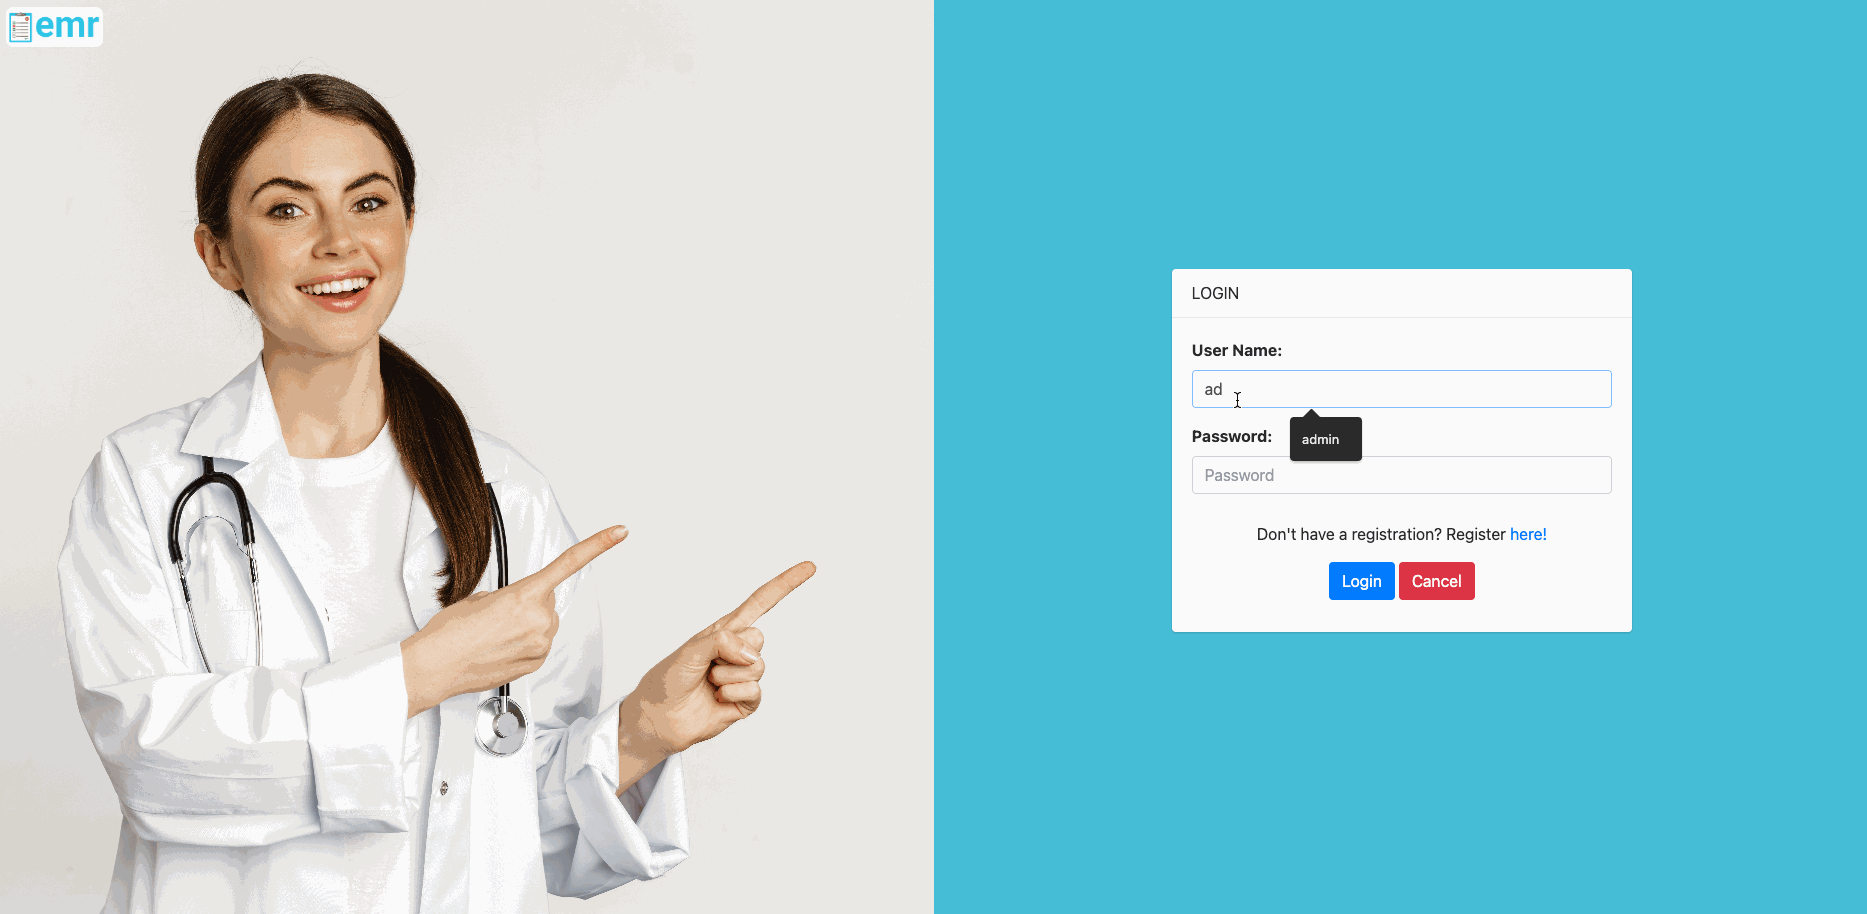 emr
LOGIN
User Name:
ad
admin
Password:
Password
Don't have a registration? Register here!
Login Cancel